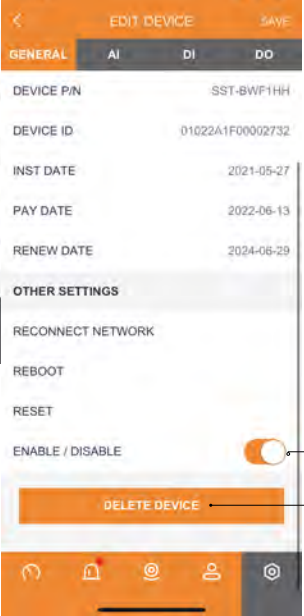 EDIT DEVICE SAVE
GENERAL AI DI DO
DEVICE P/N SST-BWF1HH
DEVICE ID 01022A1F00002732
INST DATE 2021-05-27
PAY DATE 2022-06-13
RENEW DATE 2024-06-29
OTHER SETTINGS
RECONNECT NETWORK
REBOOT
RESET
ENABLE / DISABLE
DELETE DEVICE